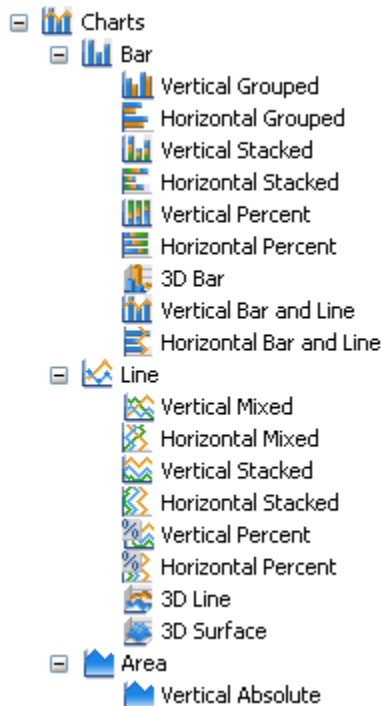 Charts
Bar
Vertical Grouped
Horizontal Grouped
Vertical Stacked
Horizontal Stacked
Vertical Percent
Horizontal Percent
3D Bar
Vertical Bar and Line
Horizontal Bar and Line
Line
Vertical Mixed
Horizontal Mixed
Vertical Stacked
Horizontal Stacked
Vertical Percent
Horizontal Percent
3D Line
3D Surface
Area
Vertical Absolute